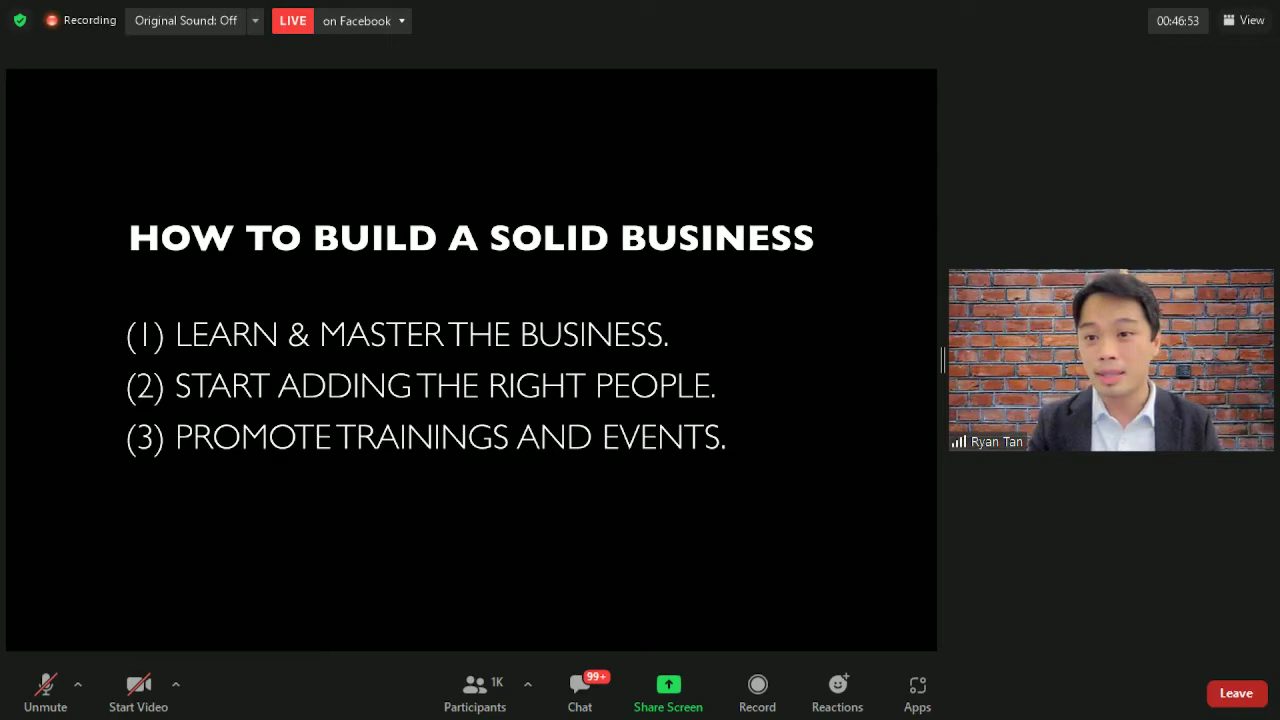 Recording
Original Sound: Off
LIVE on Facebook
00:46:53
View
HOW TO BUILD A SOLID BUSINESS
(1) LEARN & MASTER THE BUSINESS.
(2) START ADDING THE RIGHT PEOPLE.
(3) PROMOTE TRAININGS AND EVENTS.
Ryan Tan
Unmute
Start Video
1K
Participants
99+
Chat
Share Screen
Record
Reactions
Apps
Leave